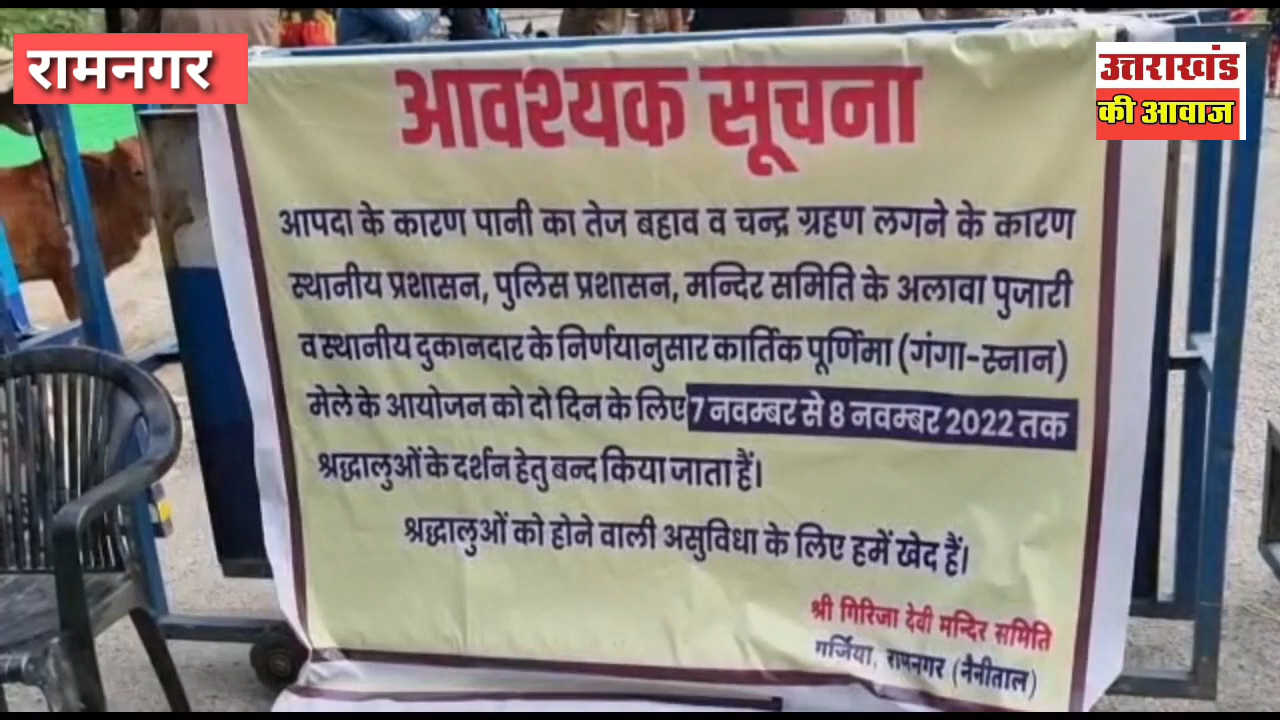 रामनगर
उत्तराखंड
की आवाज
आवश्यक सूचना
आपदा के कारण पानी का तेज बहाव व चन्द्र ग्रहण लगने के कारण
स्थानीय प्रशासन, पुलिस प्रशासन, मन्दिर समिति के अलावा पुजारी
व स्थानीय दुकानदार के निर्णयानुसार कार्तिक पूर्णिमा (गंगा-स्नान)
मेले के आयोजन को दो दिन के लिए 7 नवम्बर से 8 नवम्बर 2022 तक
श्रद्धालुओं के दर्शन हेतु बन्द किया जाता हैं।
श्रद्धालुओं को होने वाली असुविधा के लिए हमें खेद हैं।
श्री गिरिजा देवी मन्दिर समिति
गर्जिया, रामनगर (नैनीताल)